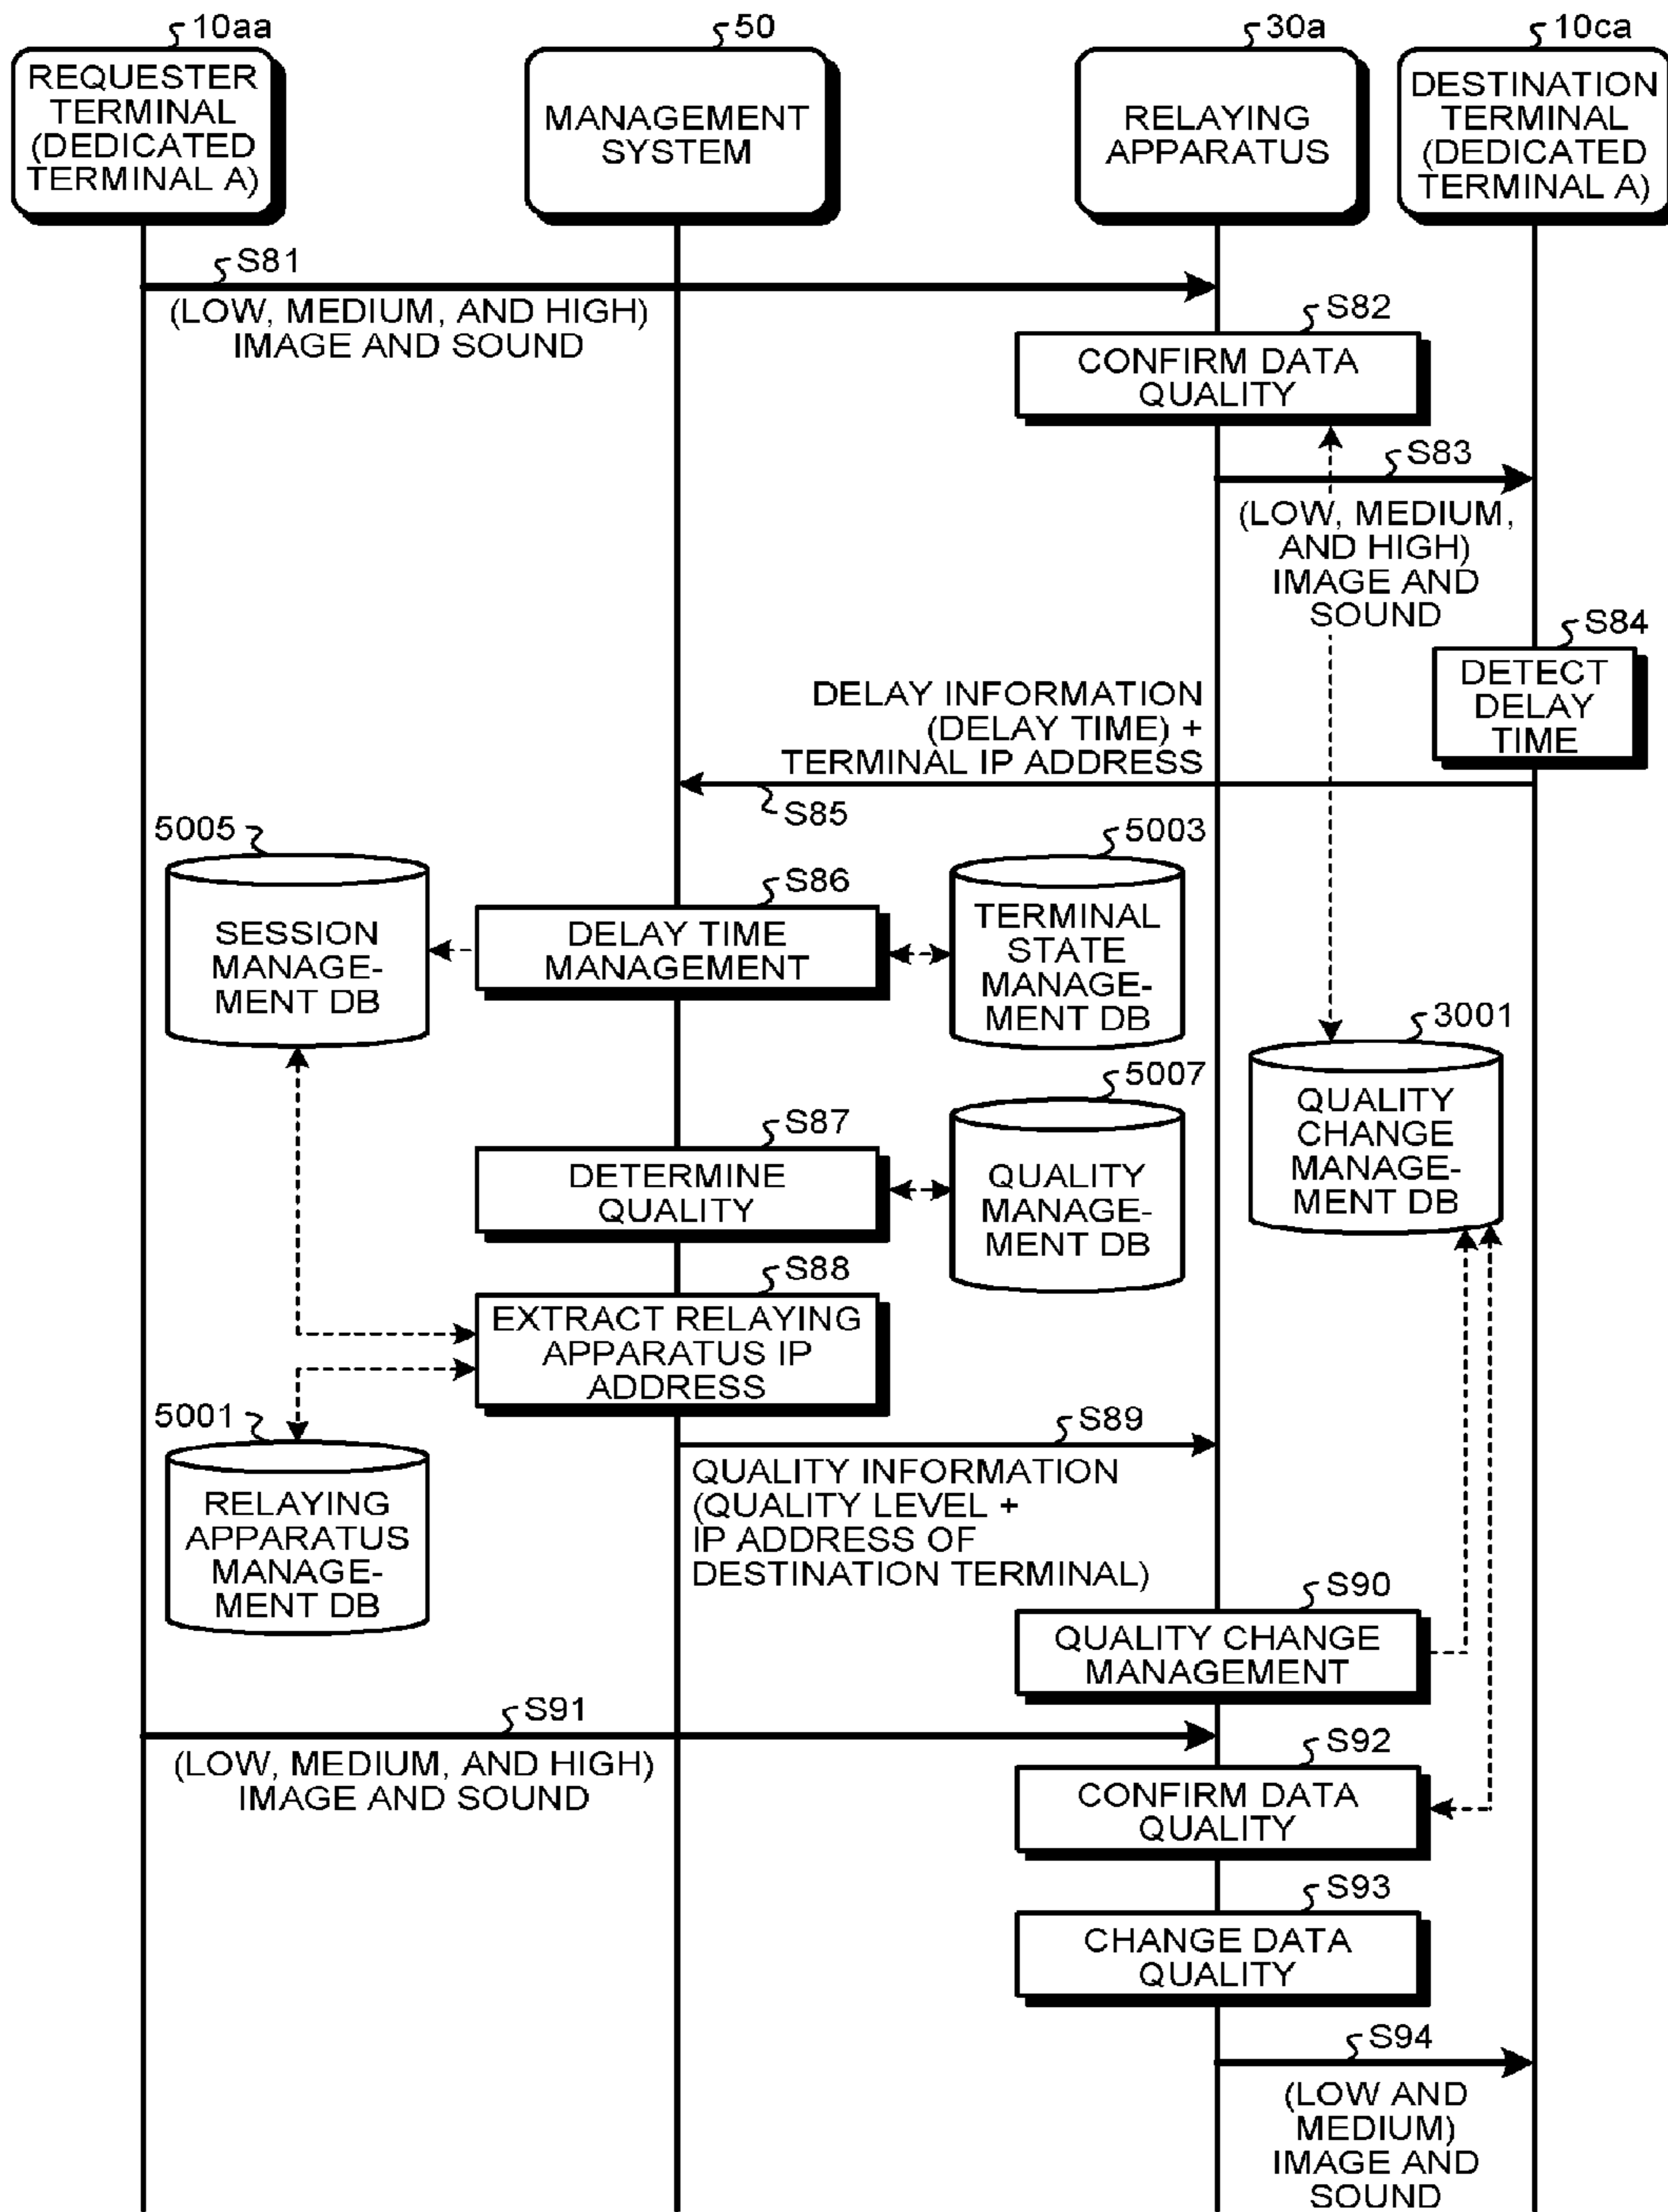 10aa
50
30a
10ca
REQUESTER
TERMINAL
(DEDICATED
TERMINAL A)
MANAGEMENT
SYSTEM
RELAYING
APPARATUS
DESTINATION
TERMINAL
(DEDICATED
TERMINAL A)
S81
(LOW, MEDIUM, AND HIGH)
IMAGE AND SOUND
S82
CONFIRM DATA
QUALITY
S83
(LOW, MEDIUM,
AND HIGH)
IMAGE AND
SOUND
S84
DETECT
DELAY
TIME
DELAY INFORMATION
(DELAY TIME) +
TERMINAL IP ADDRESS
S85
5005
SESSION
MANAGE-
MENT DB
S86
DELAY TIME
MANAGEMENT
5003
TERMINAL
STATE
MANAGE-
MENT DB
3001
QUALITY
CHANGE
MANAGE-
MENT DB
S87
DETERMINE
QUALITY
5007
QUALITY
MANAGE-
MENT DB
S88
EXTRACT RELAYING
APPARATUS IP
ADDRESS
5001
RELAYING
APPARATUS
MANAGE-
MENT DB
S89
QUALITY INFORMATION
(QUALITY LEVEL +
IP ADDRESS OF
DESTINATION TERMINAL)
S90
QUALITY CHANGE
MANAGEMENT
S91
(LOW, MEDIUM, AND HIGH)
IMAGE AND SOUND
S92
CONFIRM DATA
QUALITY
S93
CHANGE DATA
QUALITY
S94
(LOW AND
MEDIUM)
IMAGE AND
SOUND